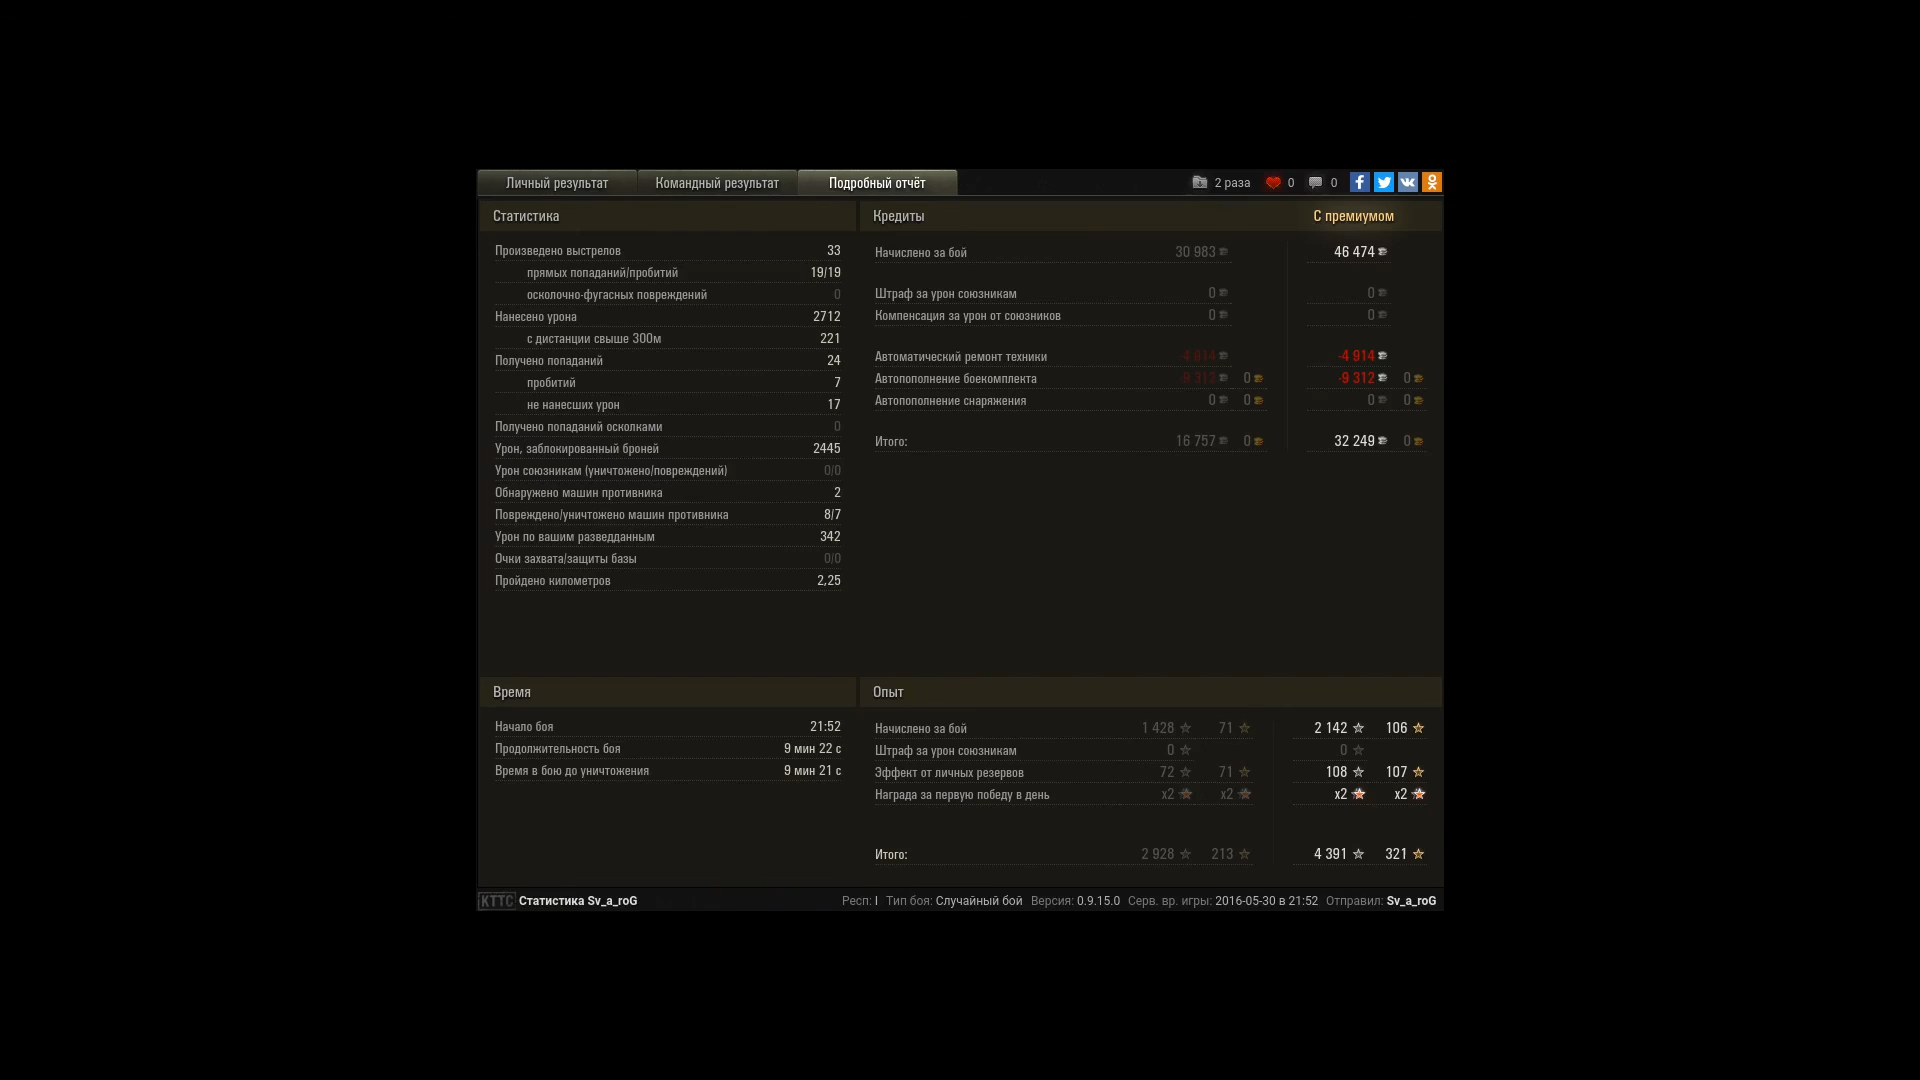 Личный результат Командный результат Подробный отчёт 2 раза 0 0
Статистика
Произведено выстрелов 33
прямых попаданий/пробитий 19/19
осколочно-фугасных повреждений 0
Нанесено урона 2712
с дистанции свыше 300м 221
Получено попаданий 24
пробитий 7
не нанесших урон 17
Получено попаданий осколками 0
Урон, заблокированный броней 2445
Урон союзникам (уничтожено/повреждений) 0/0
Обнаружено машин противника 2
Повреждено/уничтожено машин противника 8/7
Урон по вашим разведданным 342
Очки захвата/защиты базы 0/0
Пройдено километров 2,25
Кредиты С премиумом
Начислено за бой 30 983 46 474
Штраф за урон союзникам 0 0
Компенсация за урон от союзников 0 0
Автоматический ремонт техники -4 914 -4 914
Автопополнение боекомплекта -9 312 0 -9 312 0
Автопополнение снаряжения 0 0 0 0
Итого: 16 757 0 32 249 0
Время
Начало боя 21:52
Продолжительность боя 9 мин 22 с
Время в бою до уничтожения 9 мин 21 с
Опыт
Начислено за бой 1 428 71 2 142 106
Штраф за урон союзникам 0 0
Эффект от личных резервов 72 71 108 107
Награда за первую победу в день x2 x2 x2 x2
Итого: 2 928 213 4 391 321
КТТС Статистика Sv_a_roG Респ: I Тип боя: Случайный бой Версия: 0.9.15.0 Серв. вр. игры: 2016-05-30 в 21:52 Отправил: Sv_a_roG